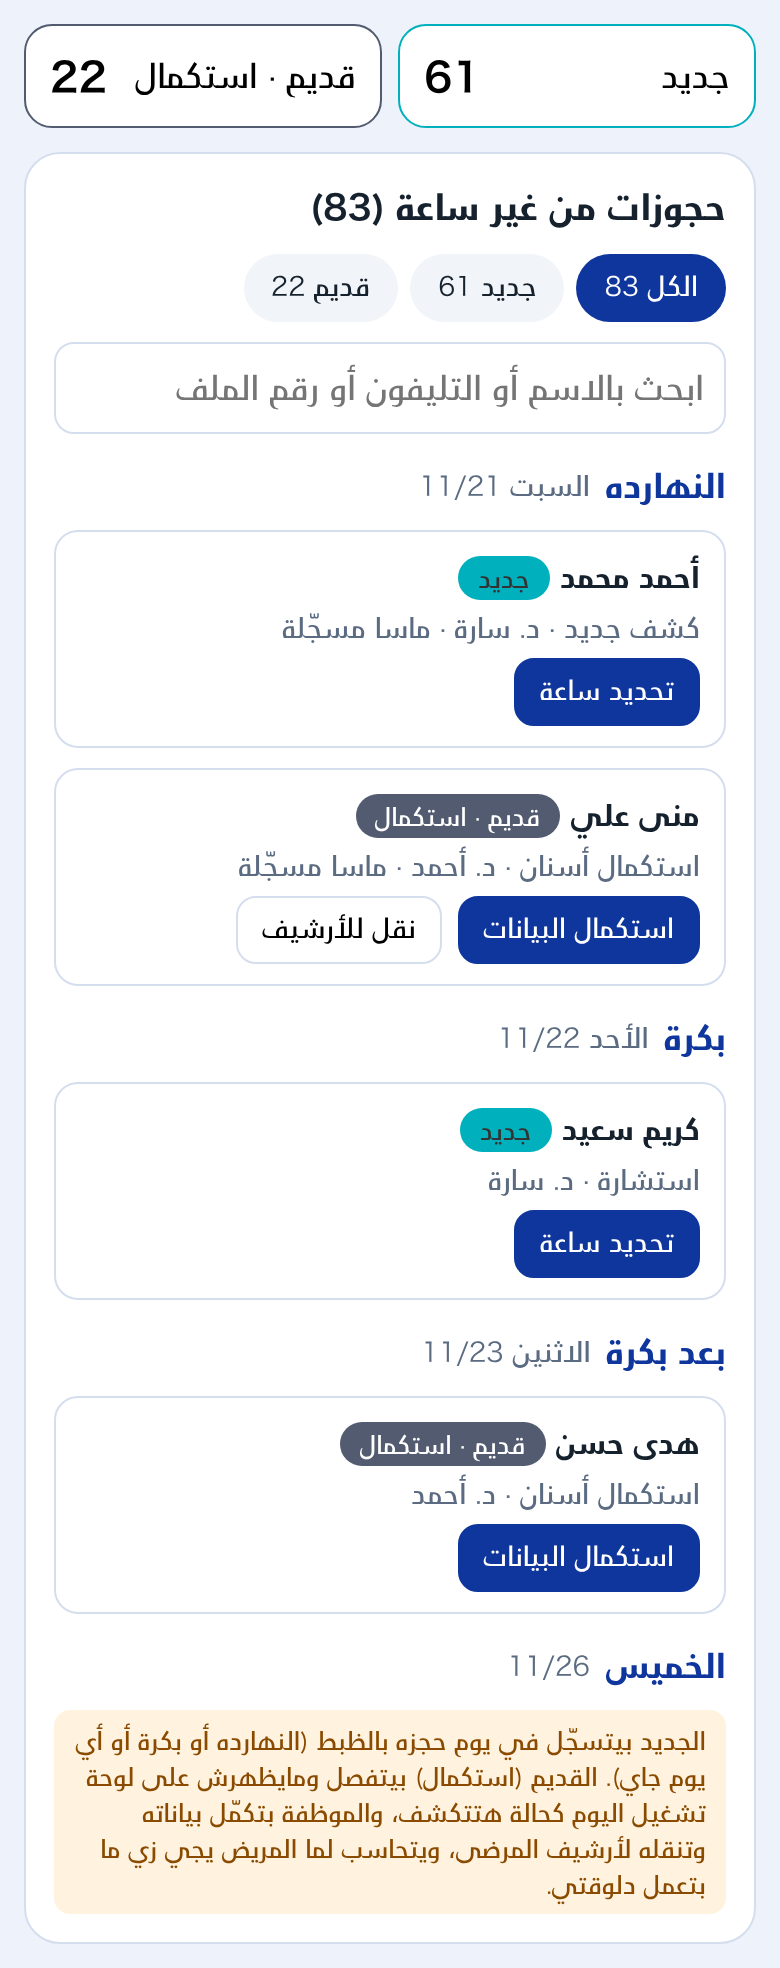 جديد 61
قديم · استكمال 22
حجوزات من غير ساعة (83)
الكل 83
جديد 61
قديم 22
ابحث بالاسم أو التليفون أو رقم الملف
النهارده السبت 11/21
أحمد محمد جديد
كشف جديد · د. سارة · ماسا مسجّلة
تحديد ساعة
منى علي قديم · استكمال
استكمال أسنان · د. أحمد · ماسا مسجّلة
استكمال البيانات
نقل للأرشيف
بكرة الأحد 11/22
كريم سعيد جديد
استشارة · د. سارة
تحديد ساعة
بعد بكرة الاثنين 11/23
هدى حسن قديم · استكمال
استكمال أسنان · د. أحمد
استكمال البيانات
الخميس 11/26
الجديد بيتسجّل في يوم حجزه بالظبط (النهارده أو بكرة أو أي
يوم جاي). القديم (استكمال) بيتفصل ومايظهرش على لوحة
تشغيل اليوم كحالة هتتكشف، والموظفة بتكمّل بياناته
وتنقله لأرشيف المرضى، ويتحاسب لما المريض يجي زي ما
بتعمل دلوقتي.